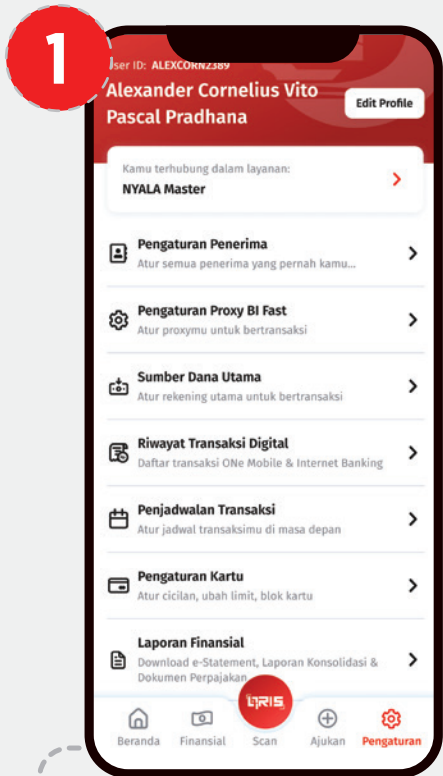 1
User ID: ALEXCORN2389
Alexander Cornelius Vito
Pascal Pradhana
Edit Profile
Kamu terhubung dalam layanan:
NYALA Master
Pengaturan Penerima
Atur semua penerima yang pernah kamu...
Pengaturan Proxy BI Fast
Atur proxymu untuk bertransaksi
Sumber Dana Utama
Atur rekening utama untuk bertransaksi
Riwayat Transaksi Digital
Daftar transaksi ONe Mobile & Internet Banking
Penjadwalan Transaksi
Atur jadwal transaksimu di masa depan
Pengaturan Kartu
Atur cicilan, ubah limit, blok kartu
Laporan Finansial
Download e-Statement, Laporan Konsolidasi &
Dokumen Perpajakan
QRIS
Beranda Finansial Scan Ajukan Pengaturan